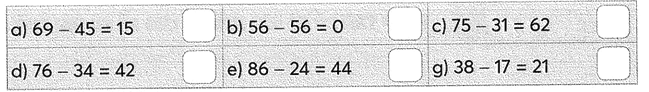 a) 69 – 45 = 15 b) 56 – 56 = 0 c) 75 – 31 = 62
d) 76 – 34 = 42 e) 86 – 24 = 44 g) 38 – 17 = 21